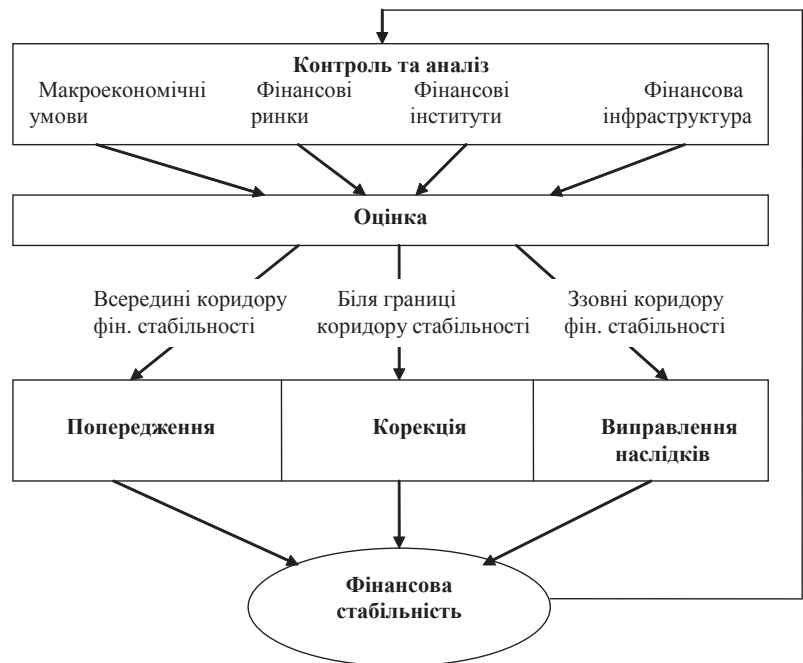 Контроль та аналіз
Макроекономічні умови
Фінансові ринки
Фінансові інститути
Фінансова інфраструктура
Оцінка
Всередині коридору
фін. стабільності
Біля границі
коридору стабільності
Ззовні коридору
фін. стабільності
Попередження
Корекція
Виправлення
наслідків
Фінансова
стабільність